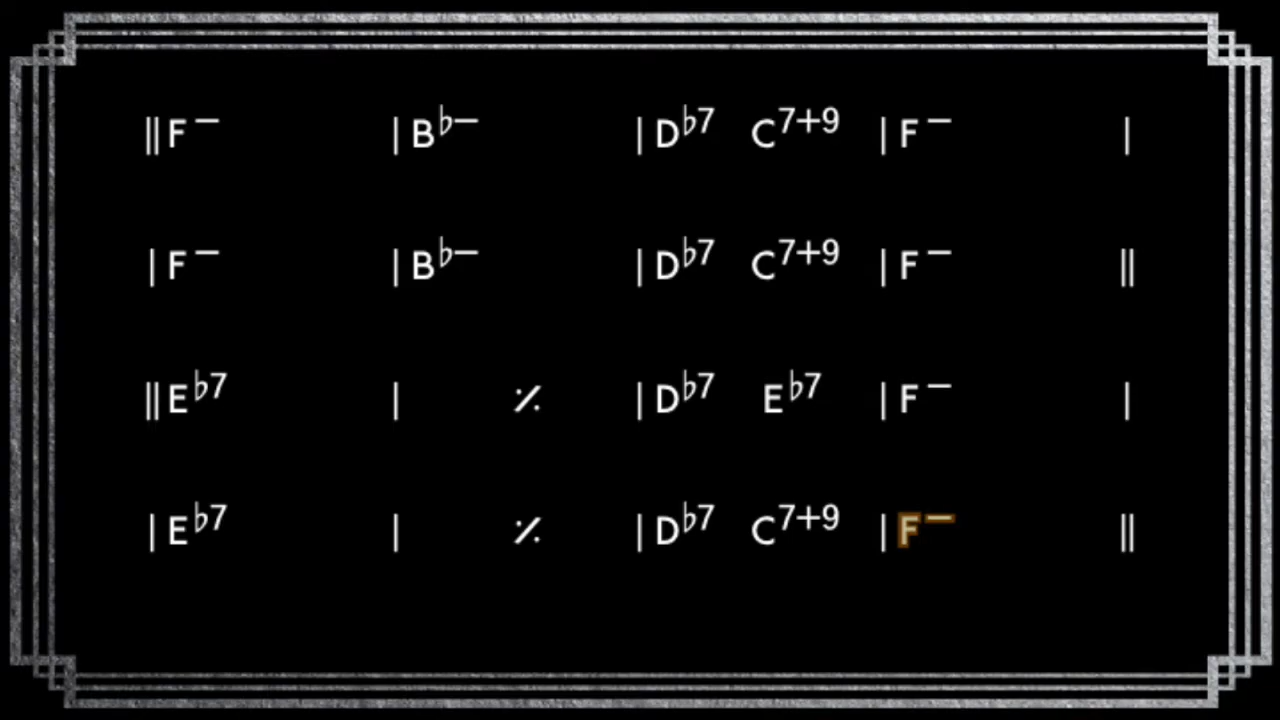 ‖ F– | B♭– | D♭7 C7+9 | F– |
| F– | B♭– | D♭7 C7+9 | F– ‖
‖ E♭7 | 𝄎 | D♭7 E♭7 | F– |
| E♭7 | 𝄎 | D♭7 C7+9 | F– ‖